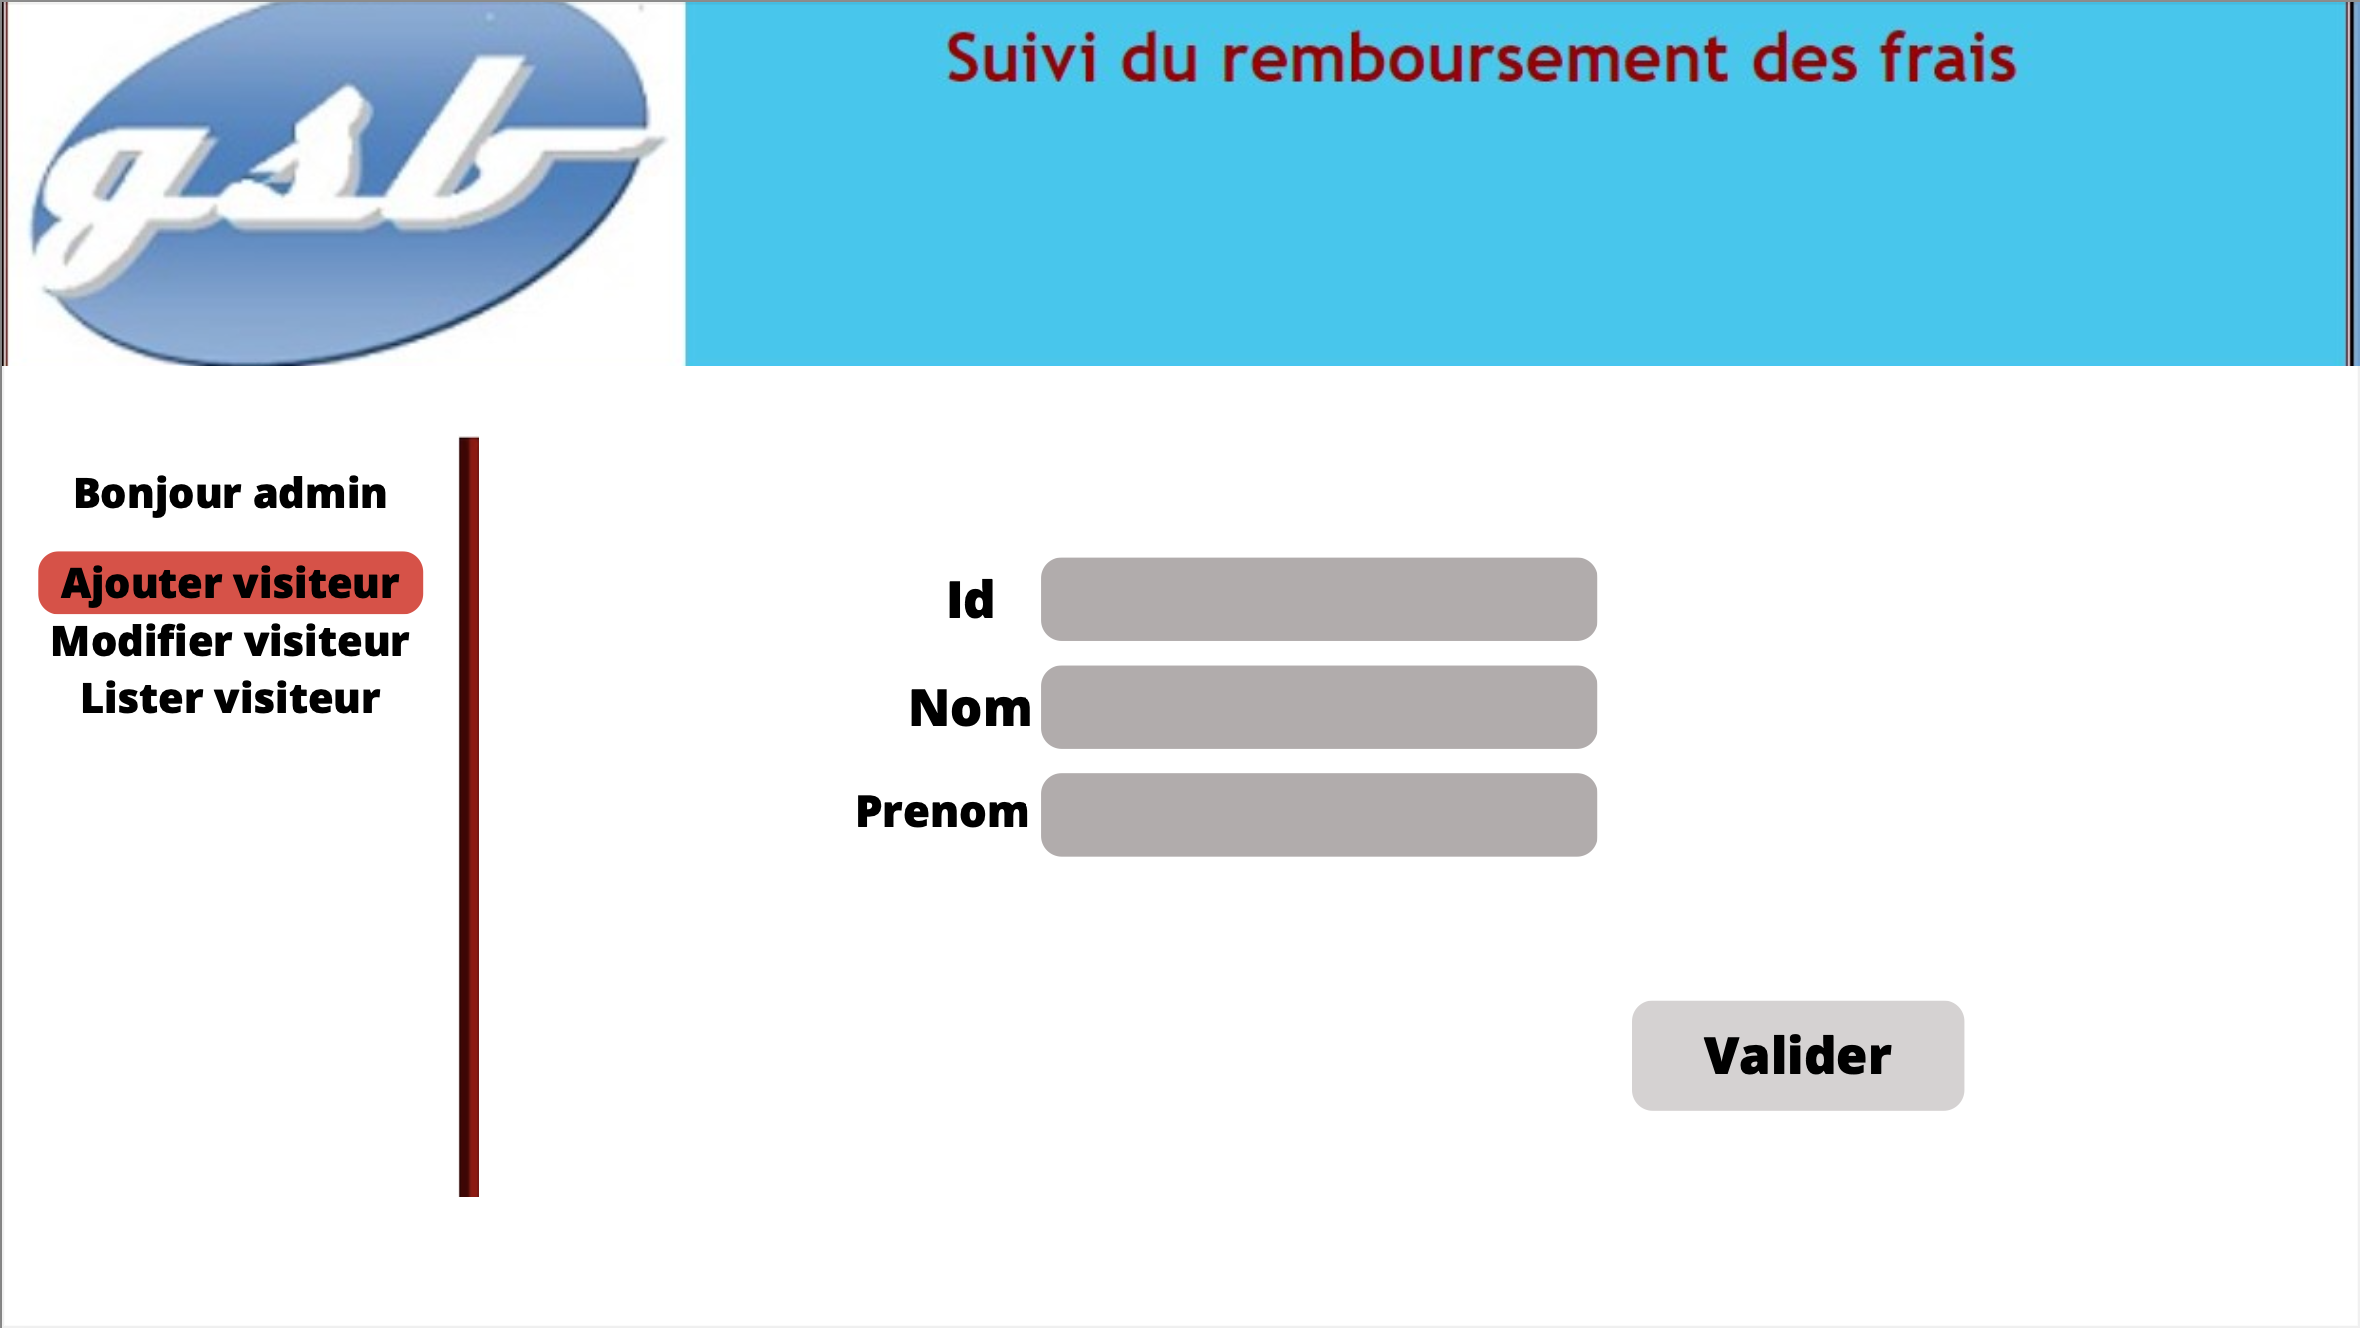 gsb
Suivi du remboursement des frais
Bonjour admin
Ajouter visiteur
Modifier visiteur
Lister visiteur
Id
Nom
Prenom
Valider